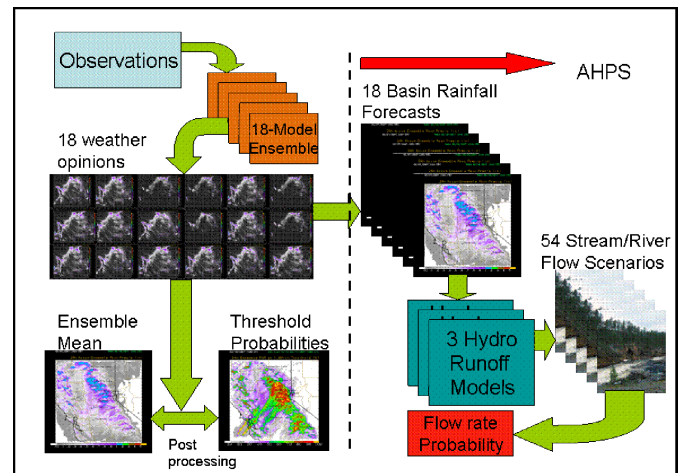 Observations
18-Model
Ensemble
18 weather
opinions
Ensemble
Mean
Threshold
Probabilities
Post
processing
AHPS
18 Basin Rainfall
Forecasts
54 Stream/River
Flow Scenarios
3 Hydro
Runoff
Models
Flow rate
Probability